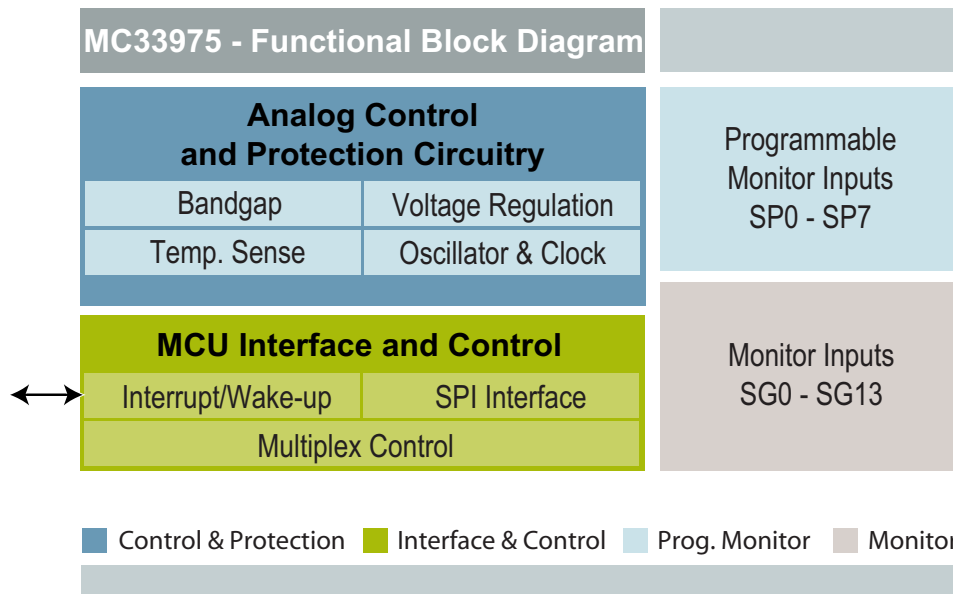 MC33975 - Functional Block Diagram
Analog Control
and Protection Circuitry
Bandgap
Voltage Regulation
Temp. Sense
Oscillator & Clock
MCU Interface and Control
Interrupt/Wake-up
SPI Interface
Multiplex Control
Programmable
Monitor Inputs
SP0 - SP7
Monitor Inputs
SG0 - SG13
Control & Protection
Interface & Control
Prog. Monitor
Monitor